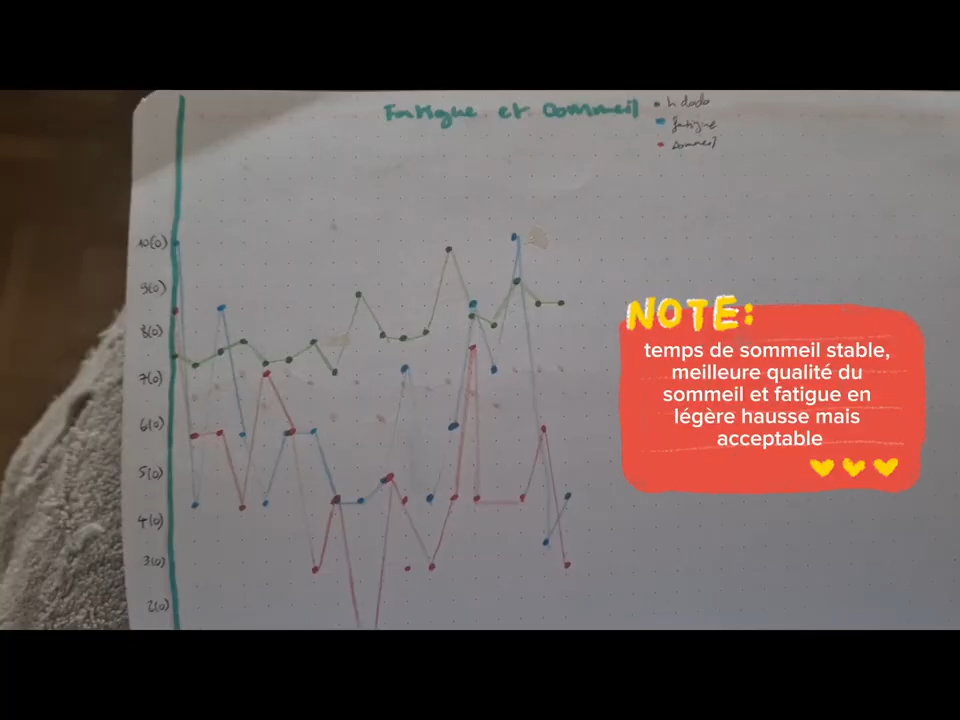 Fatigue et Sommeil
h dodo
fatigue
sommeil
10(0)
9(0)
8(0)
7(0)
6(0)
5(0)
4(0)
3(0)
2(0)
NOTE:
temps de sommeil stable,
meilleure qualité du
sommeil et fatigue en
légère hausse mais
acceptable